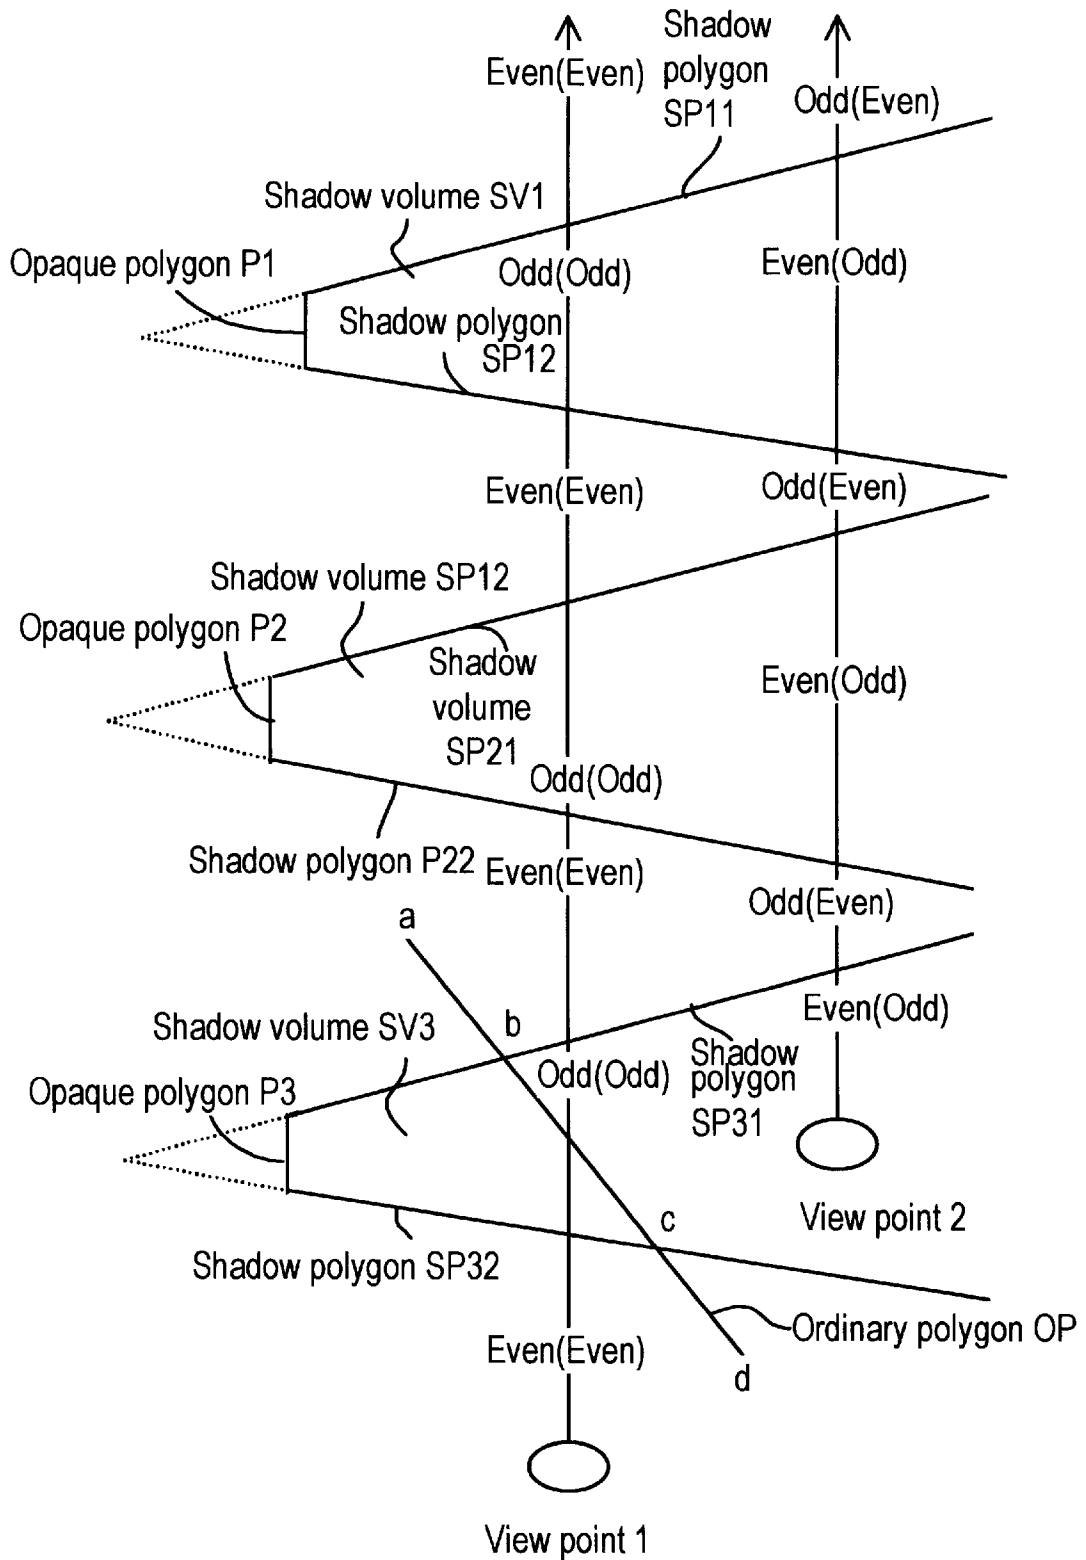 Shadow
polygon
SP11
Even(Even)
Odd(Even)
Shadow volume SV1
Opaque polygon P1
Odd(Odd)
Even(Odd)
Shadow polygon
SP12
Even(Even)
Odd(Even)
Shadow volume SP12
Opaque polygon P2
Shadow
volume
SP21
Even(Odd)
Odd(Odd)
Shadow polygon P22
Even(Even)
Odd(Even)
a
Shadow volume SV3
b
Even(Odd)
Opaque polygon P3
Odd(Odd)
Shadow
polygon
SP31
c
View point 2
Shadow polygon SP32
Ordinary polygon OP
Even(Even)
d
View point 1